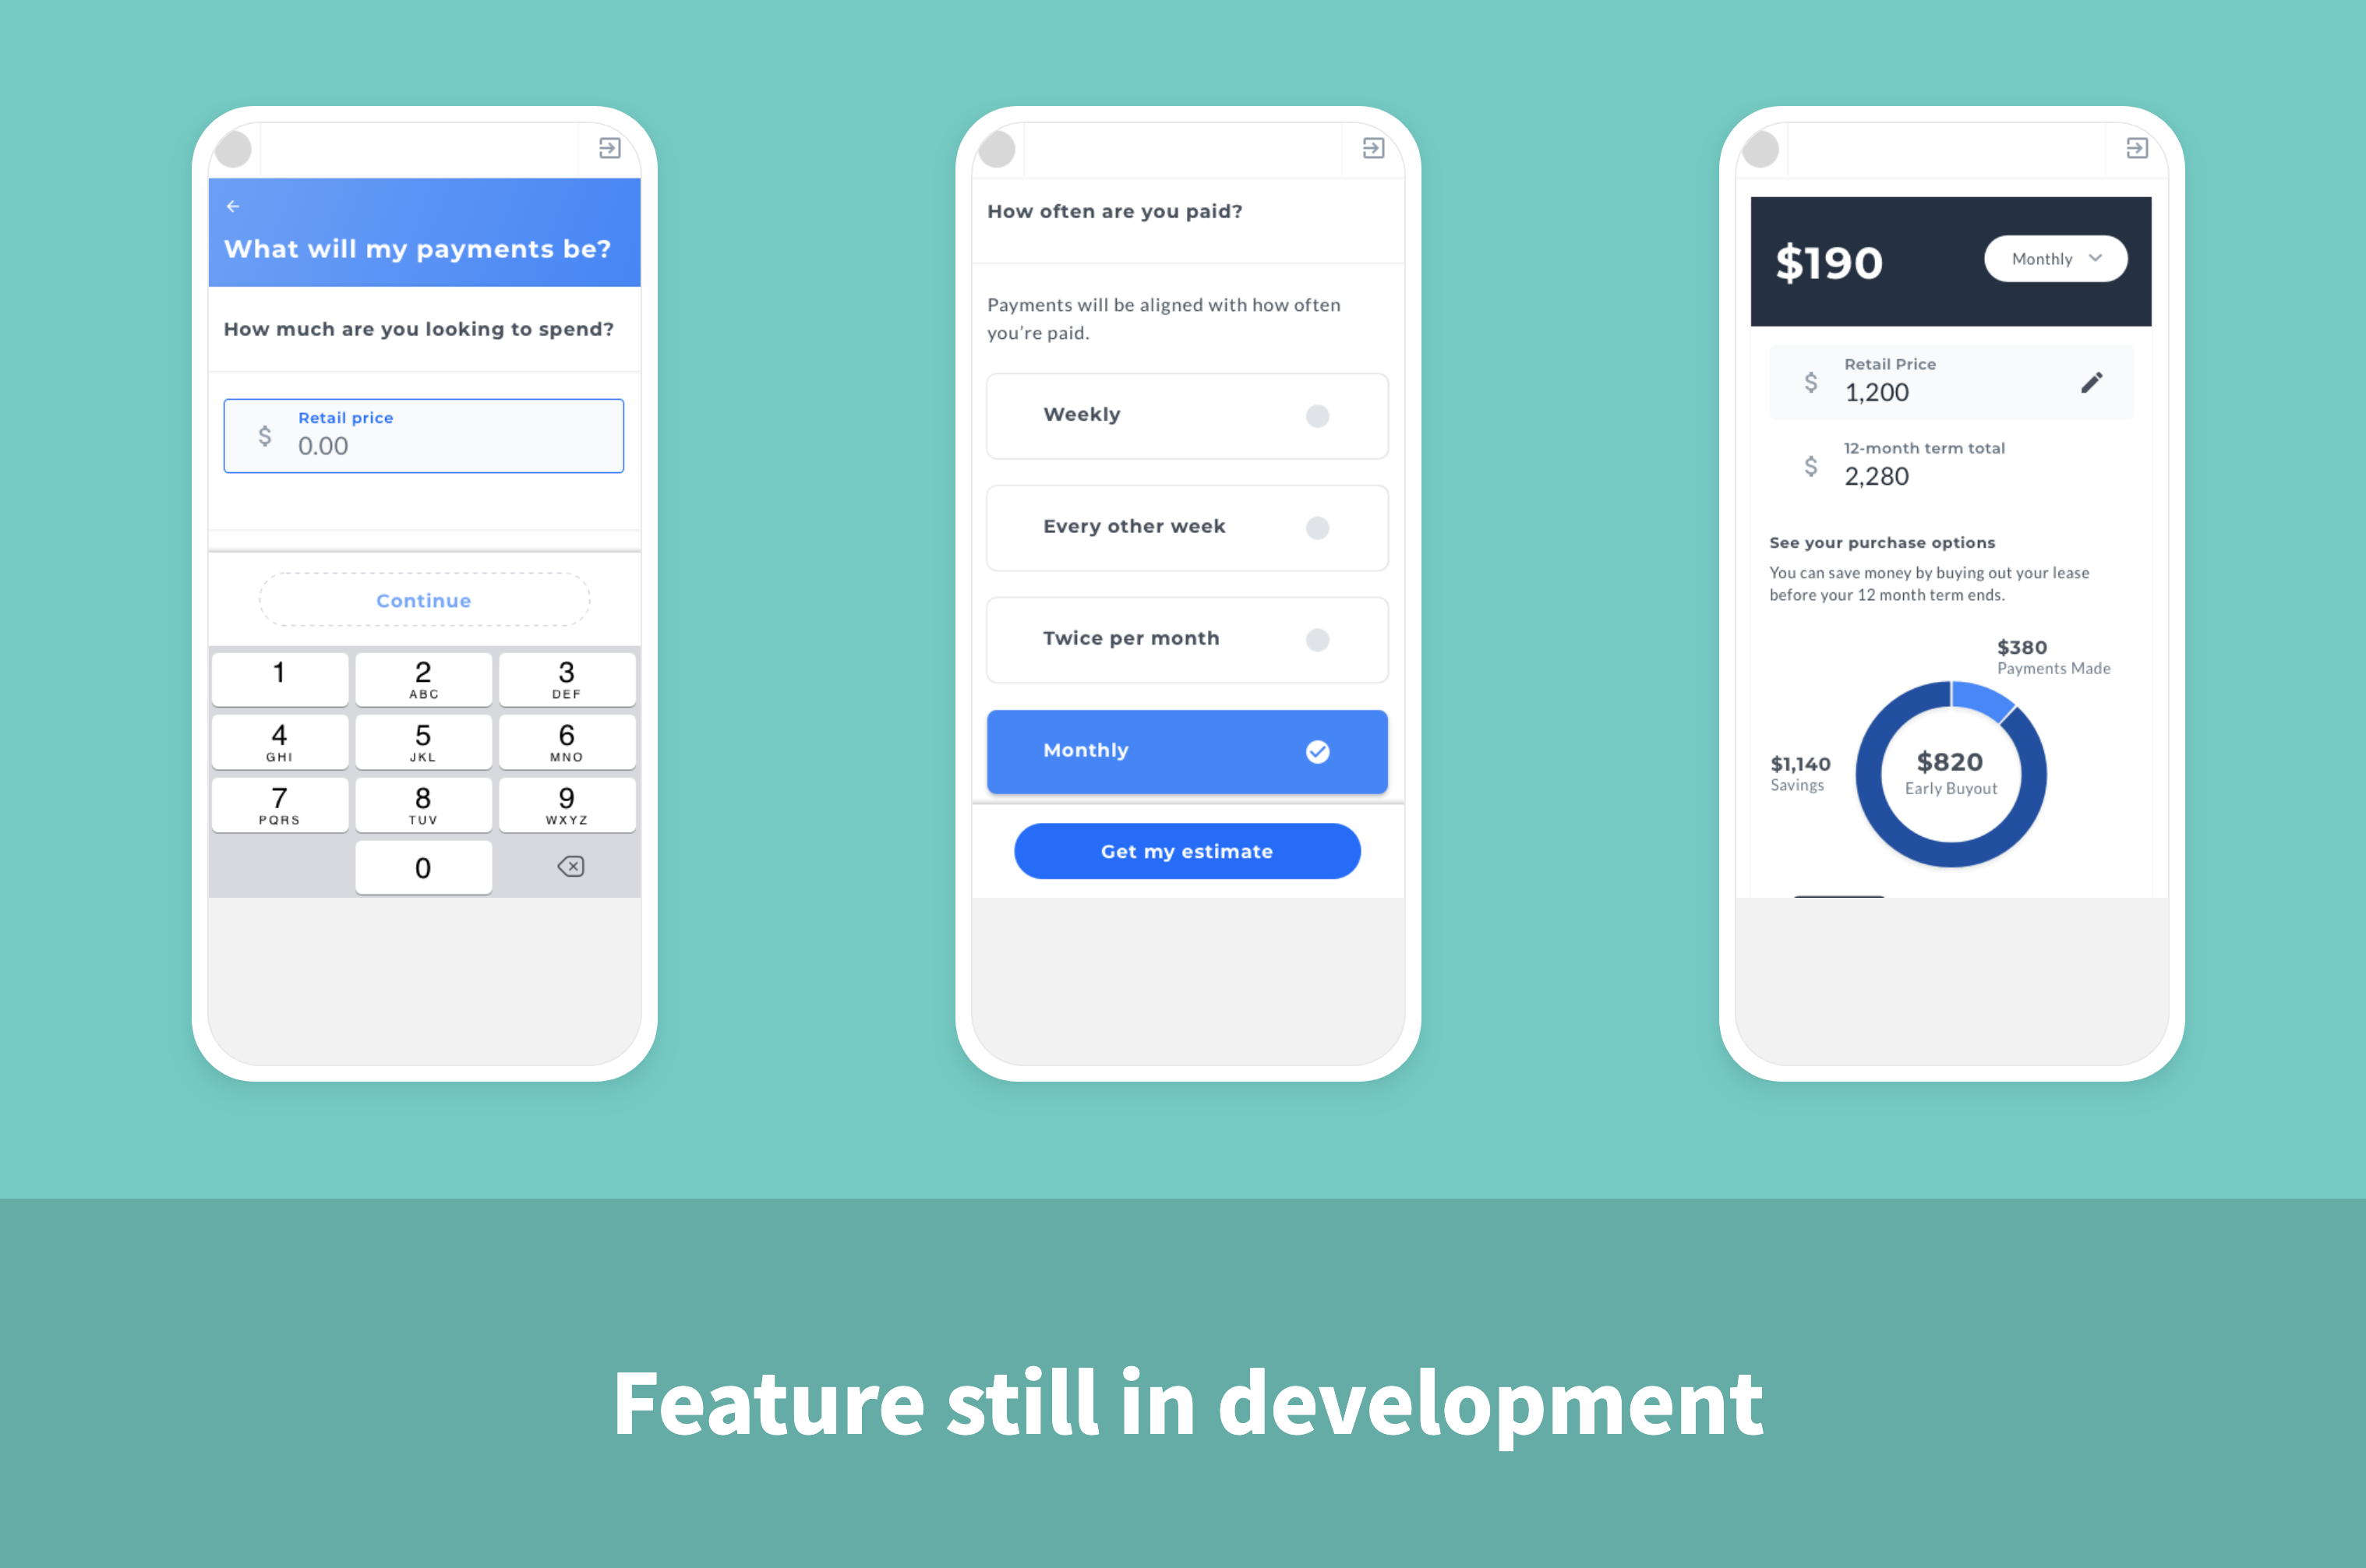 What will my payments be?
How much are you looking to spend?
Retail price
$ 0.00
Continue
1 2 3
ABC DEF
4 5 6
GHI JKL MNO
7 8 9
PQRS TUV WXYZ
0
How often are you paid?
Payments will be aligned with how often
you're paid.
Weekly
Every other week
Twice per month
Monthly
Get my estimate
$190 Monthly
Retail Price
$ 1,200
12-month term total
$ 2,280
See your purchase options
You can save money by buying out your lease
before your 12 month term ends.
$380
Payments Made
$1,140
Savings
$820
Early Buyout
Feature still in development